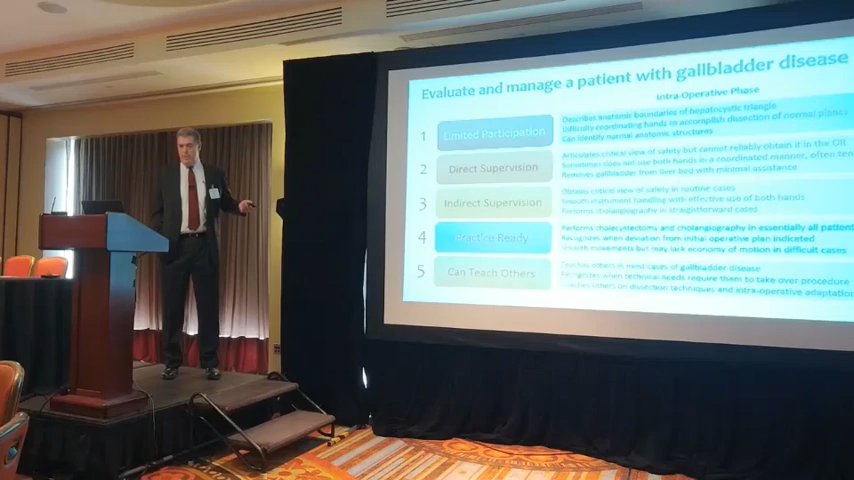 Evaluate and manage a patient with gallbladder disease
Intra-Operative Phase
1 Limited Participation
Describes anatomic boundaries of hepatocystic triangle
Difficulty coordinating hands to accomplish dissection of normal planes
Can identify normal anatomic structures
2 Direct Supervision
Articulates critical view of safety but cannot reliably obtain it in the OR
Sometimes does not use both hands in a coordinated manner, often
Removes gallbladder from liver bed with minimal assistance
3 Indirect Supervision
Obtains critical view of safety in routine cases
Smooth instrument handling with effective use of both hands
Performs cholangiography in straightforward cases
4 Practice Ready
Performs cholecystectomy and cholangiography in essentially all
Recognizes when deviation from initial operative plan indicated
Smooth movements but may lack economy of motion in difficult cases
5 Can Teach Others
Teaches others in most cases of gallbladder disease
Recognizes when technical needs require them to take over procedure
Coaches others on dissection techniques and intra-operative